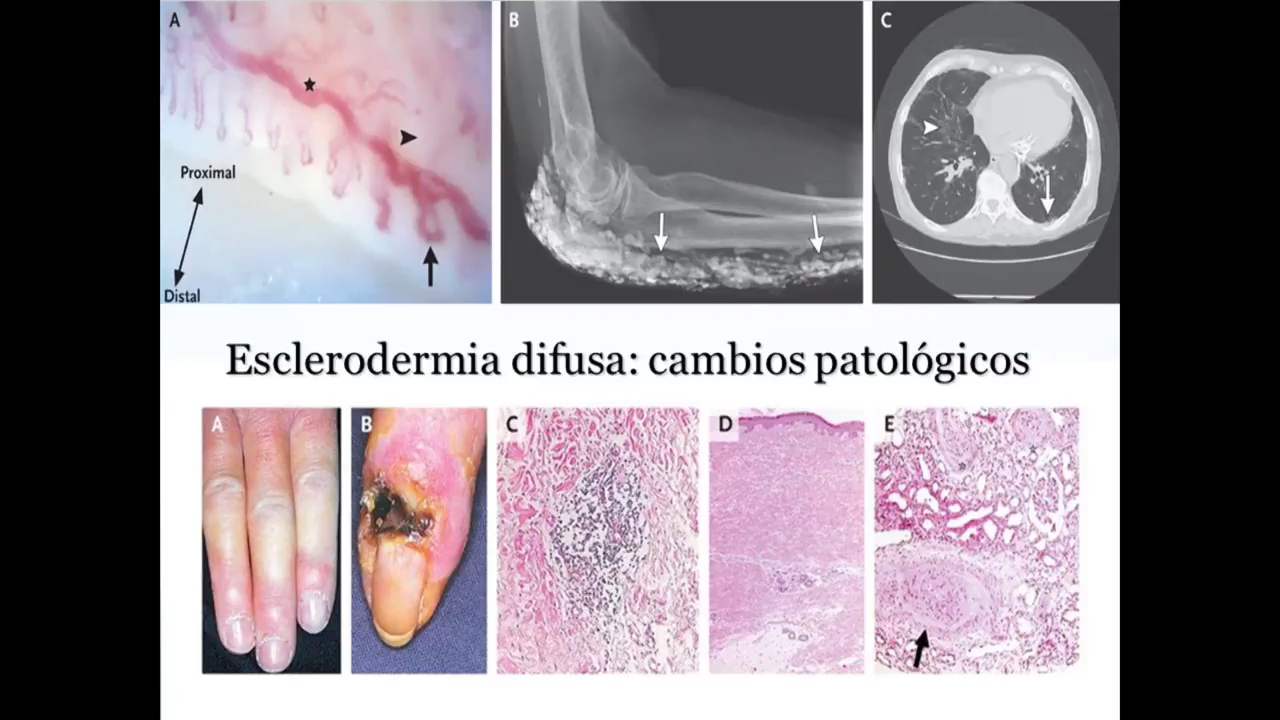 A
B
C
Proximal
Distal
Esclerodermia difusa: cambios patológicos
A
B
C
D
E